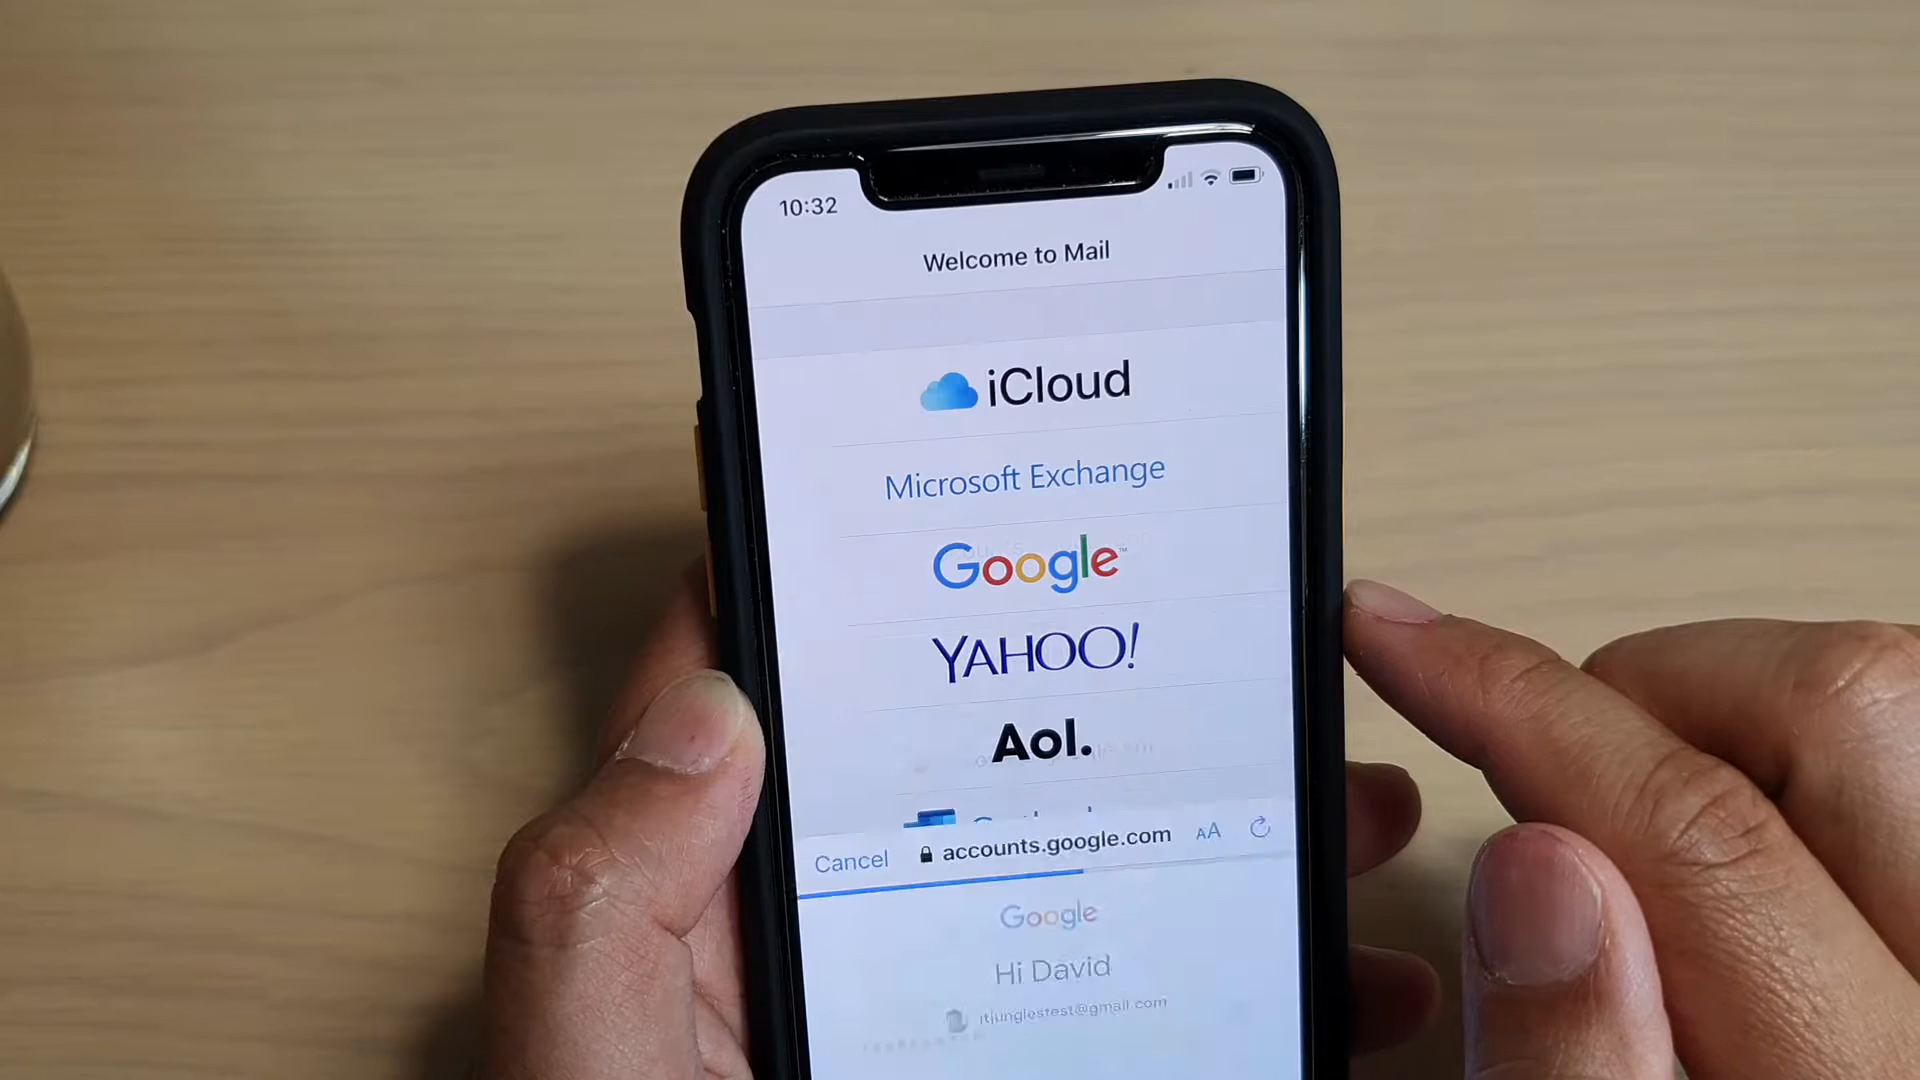 10:32
Welcome to Mail
iCloud
Microsoft Exchange
Google™
YAHOO!
Aol.
Cancel accounts.google.com AA
Google
Hi David
itjunglestest@gmail.com